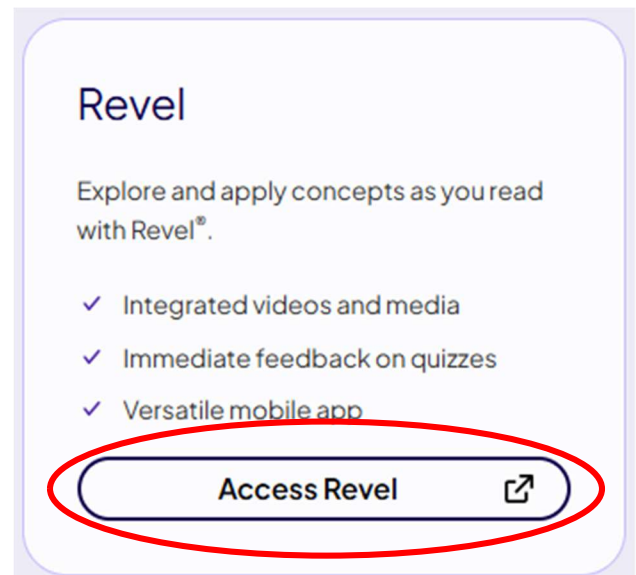 Revel
Explore and apply concepts as you read
with Revel®.
Integrated videos and media
Immediate feedback on quizzes
Versatile mobile app
Access Revel